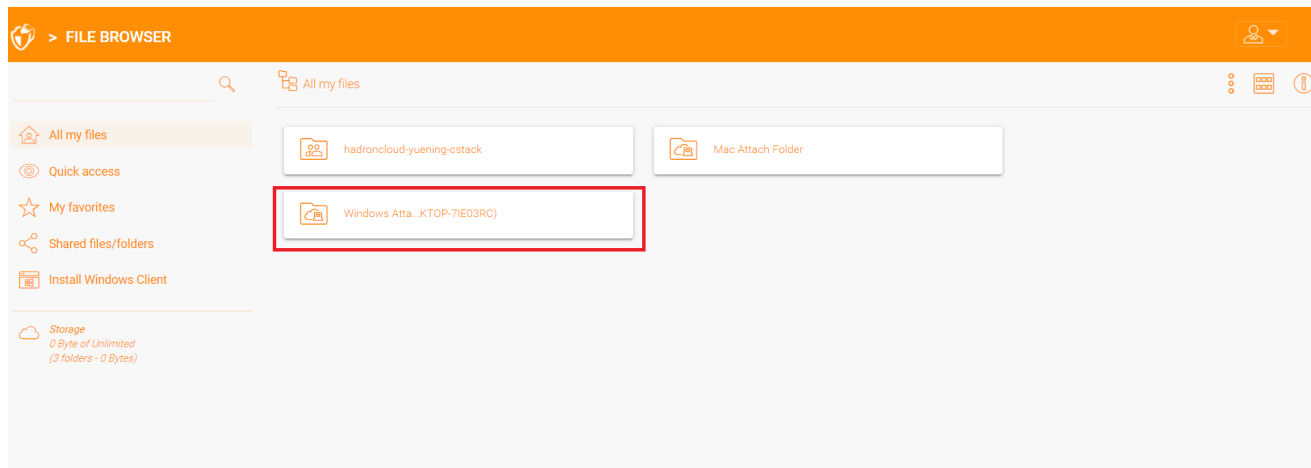 > FILE BROWSER
All my files
All my files
Quick access
My favorites
Shared files/folders
Install Windows Client
Storage
0 Byte of Unlimited
(3 folders - 0 Bytes)
hadroncloud-yuening-cstack
Mac Attach Folder
Windows Atta...KTOP-7IE03RC)